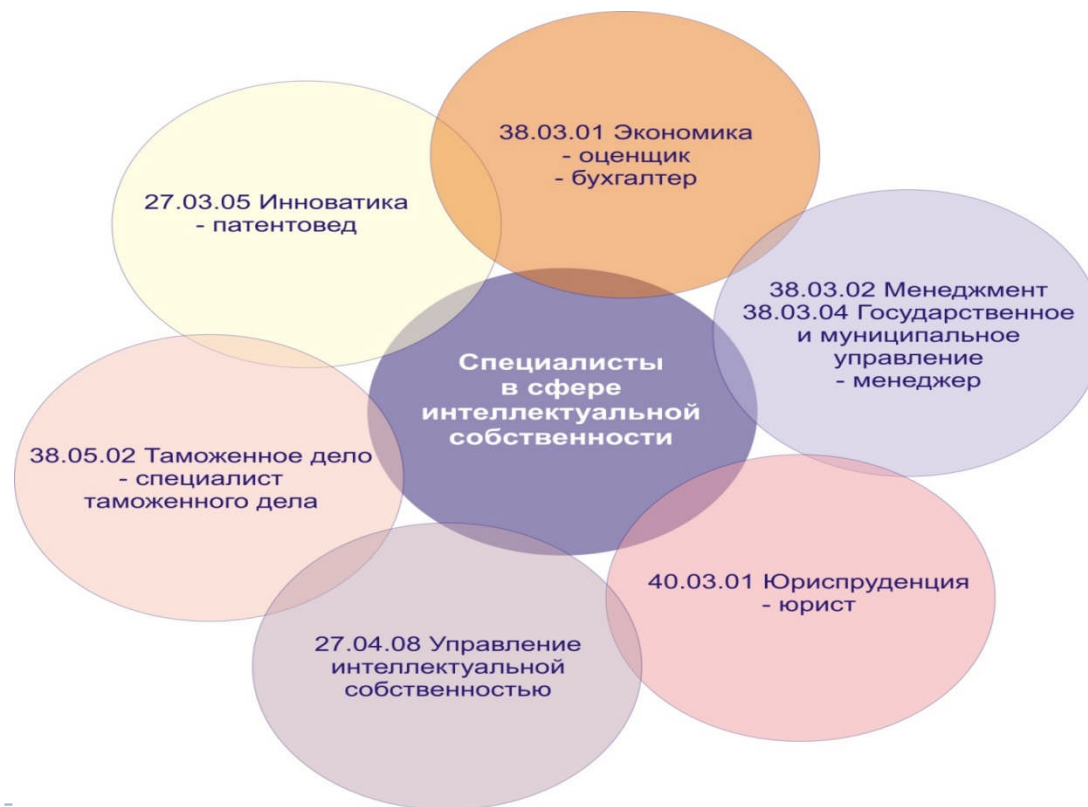 38.03.01 Экономика
- оценщик
- бухгалтер
27.03.05 Инноватика
- патентовед
38.03.02 Менеджмент
38.03.04 Государственное
и муниципальное
управление
- менеджер
Специалисты
в сфере
интеллектуальной
собственности
38.05.02 Таможенное дело
- специалист
таможенного дела
40.03.01 Юриспруденция
- юрист
27.04.08 Управление
интеллектуальной
собственностью